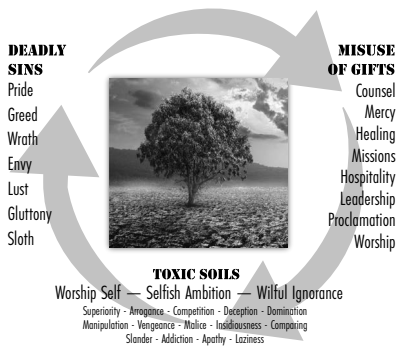 DEADLY
SINS
Pride
Greed
Wrath
Envy
Lust
Gluttony
Sloth
MISUSE
OF GIFTS
Counsel
Mercy
Healing
Missions
Hospitality
Leadership
Proclamation
Worship
TOXIC SOILS
Worship Self — Selfish Ambition — Wilful Ignorance
Superiority - Arrogance - Competition - Deception - Domination
Manipulation - Vengeance - Malice - Insidiousness - Comparing
Slander - Addiction - Apathy - Laziness